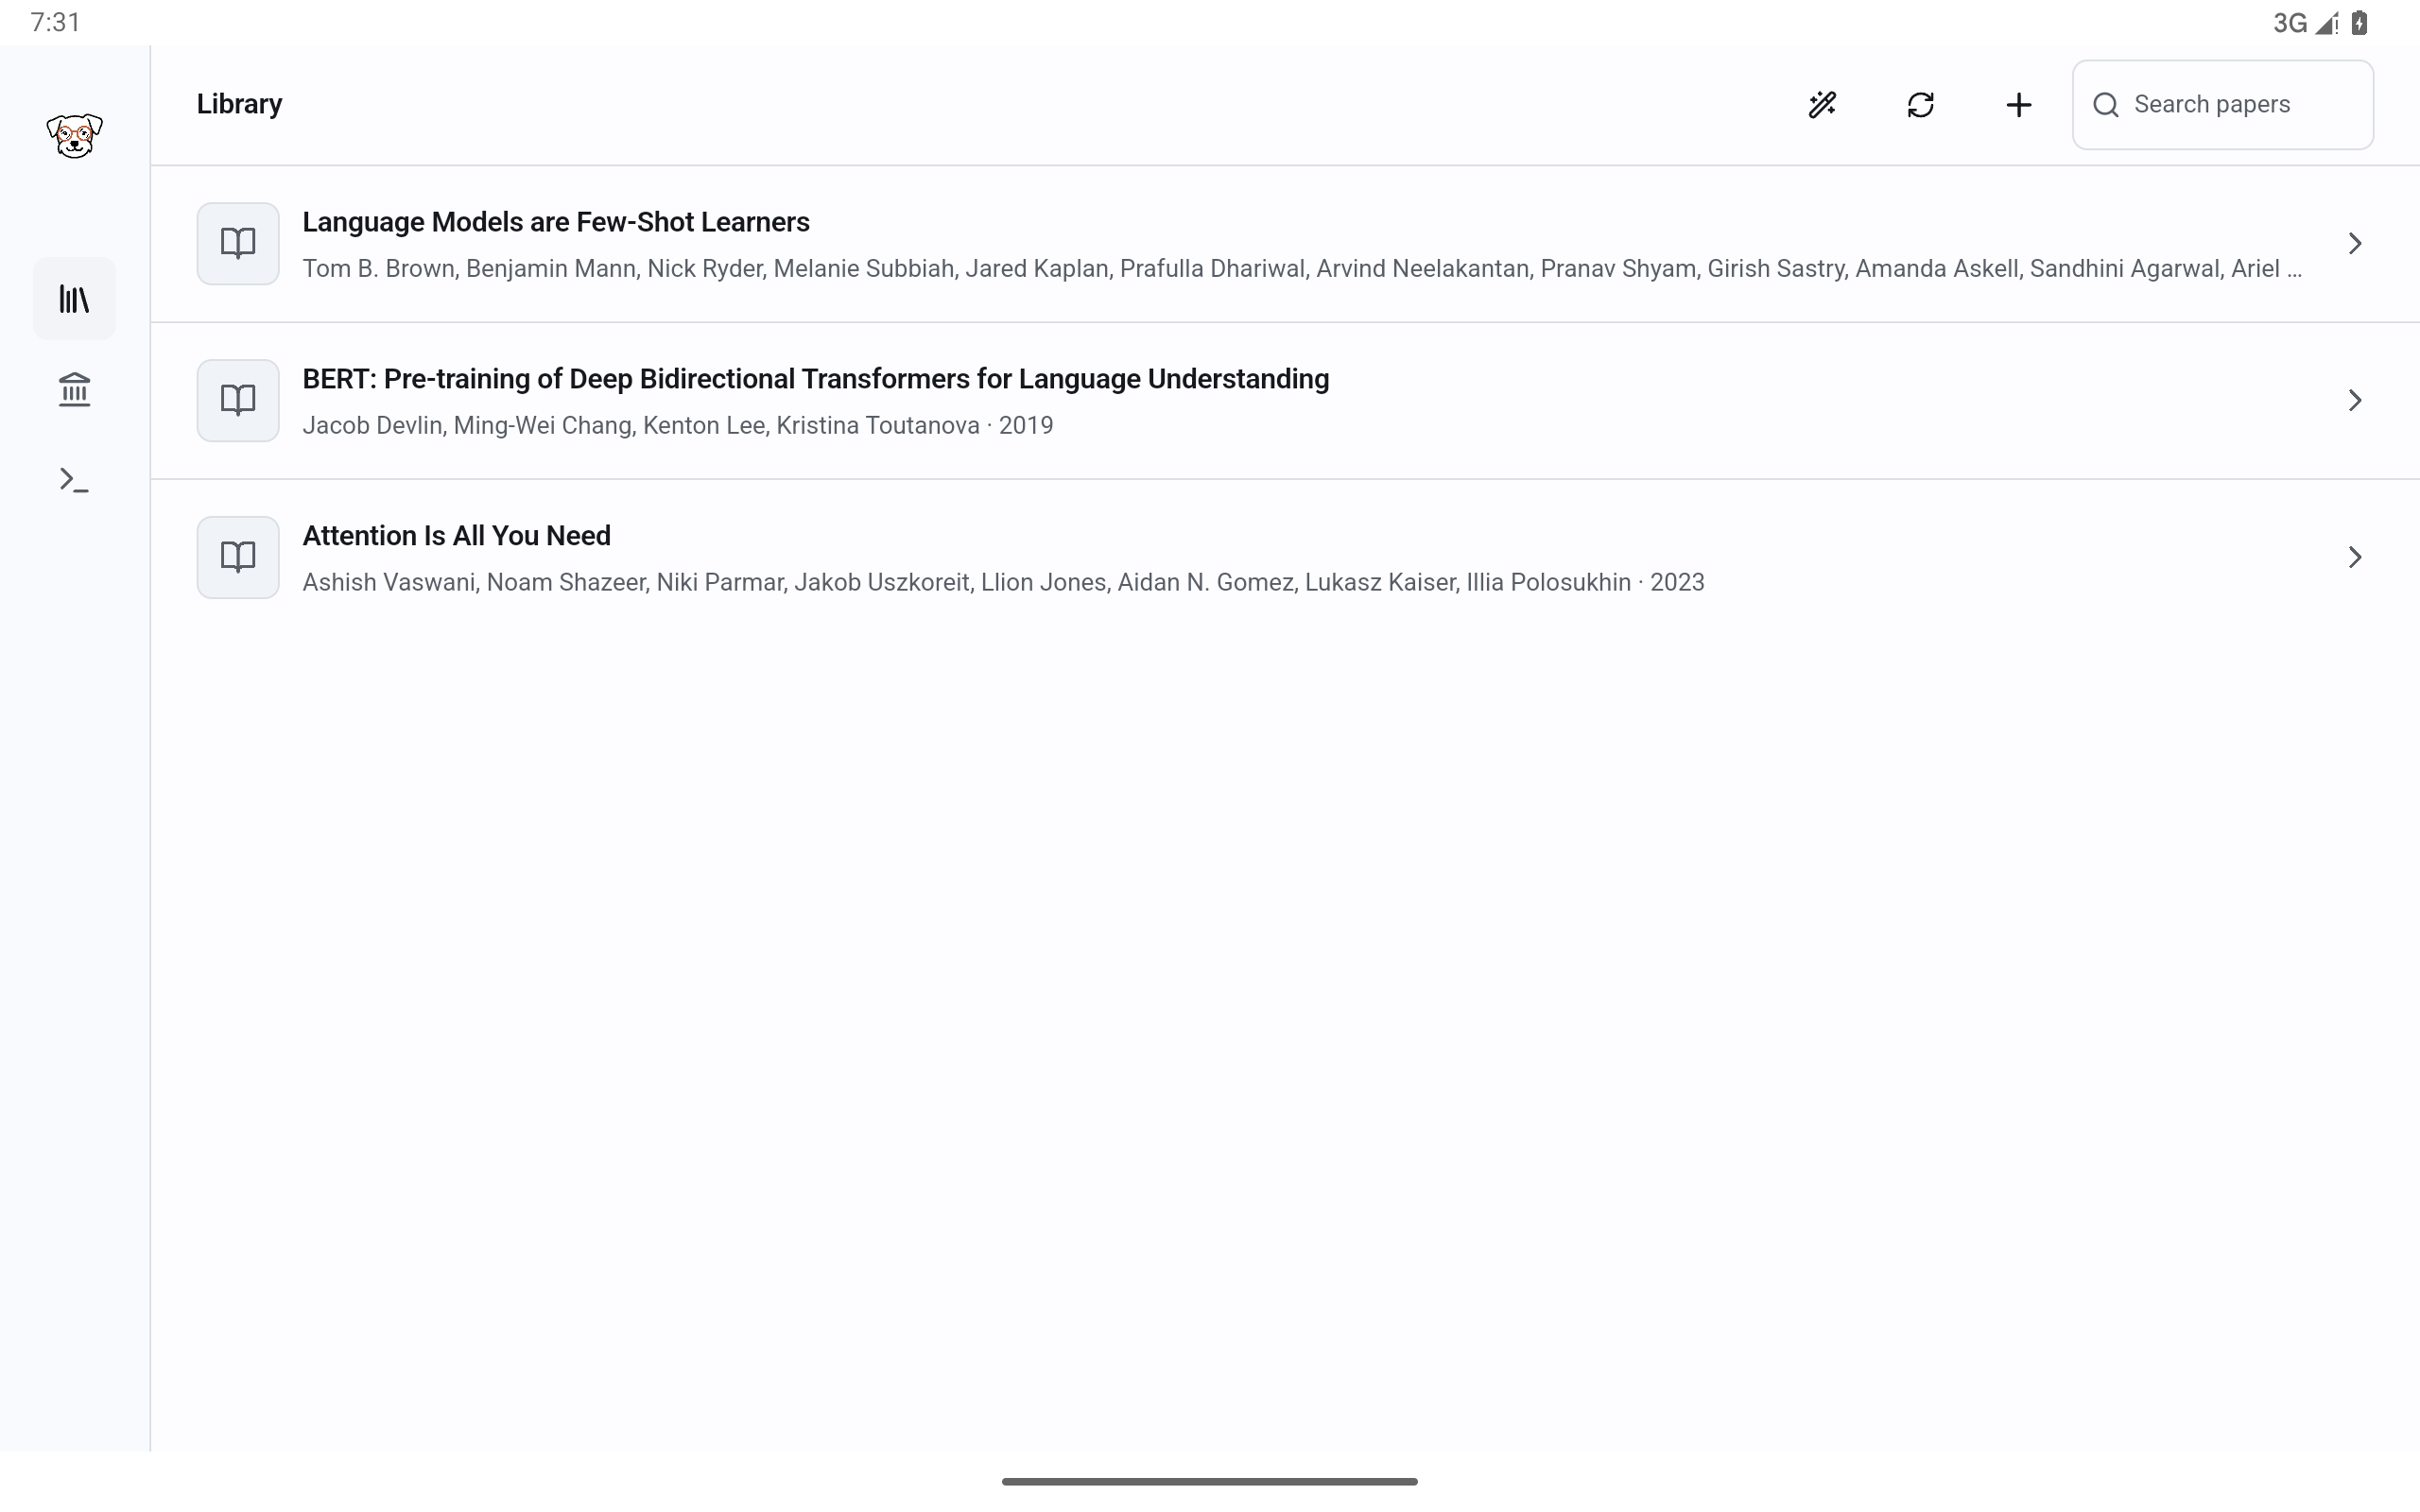 7:31
3G
Library
Search papers
Language Models are Few-Shot Learners
Tom B. Brown, Benjamin Mann, Nick Ryder, Melanie Subbiah, Jared Kaplan, Prafulla Dhariwal, Arvind Neelakantan, Pranav Shyam, Girish Sastry, Amanda Askell, Sandhini Agarwal, Ariel ...
BERT: Pre-training of Deep Bidirectional Transformers for Language Understanding
Jacob Devlin, Ming-Wei Chang, Kenton Lee, Kristina Toutanova · 2019
Attention Is All You Need
Ashish Vaswani, Noam Shazeer, Niki Parmar, Jakob Uszkoreit, Llion Jones, Aidan N. Gomez, Lukasz Kaiser, Illia Polosukhin · 2023